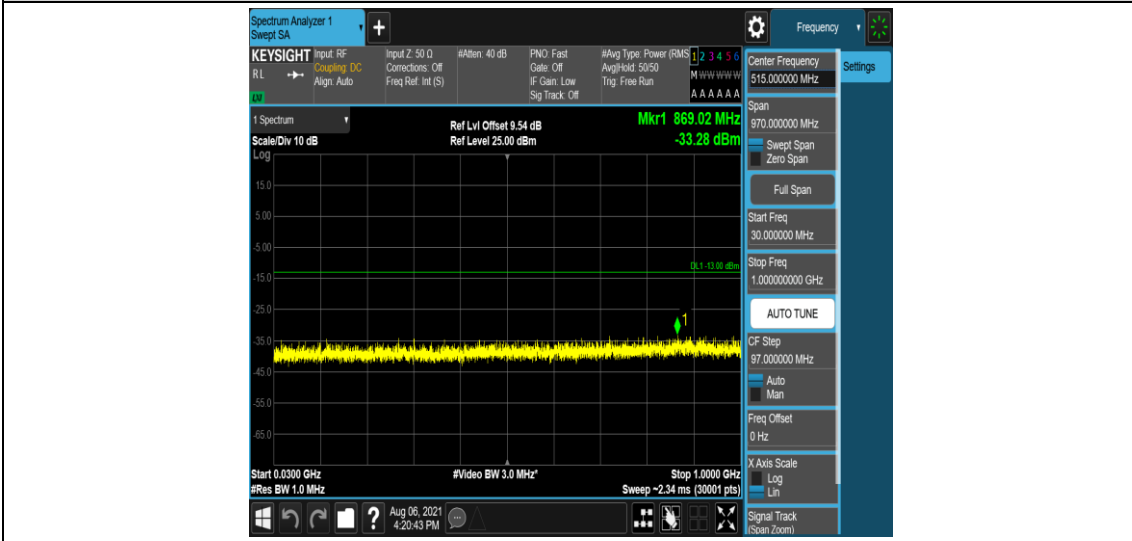 Spectrum Analyzer 1
Swept SA
Frequency
KEYSIGHT
RL
Input: RF
Coupling: DC
Align: Auto
Input Z: 50 Ω
Corrections: Off
Freq Ref: Int (S)
#Atten: 40 dB
PNO: Fast
Gate: Off
IF Gain: Low
Sig Track: Off
#Avg Type: Power (RMS
Avg|Hold: 50/50
Trig: Free Run
1 2 3 4 5 6
M W W W W W
A A A A A A
1 Spectrum
Scale/Div 10 dB
Ref Lvl Offset 9.54 dB
Ref Level 25.00 dBm
Mkr1 869.02 MHz
-33.28 dBm
Log
15.0
5.00
-5.00
-15.0
-25.0
-35.0
-45.0
-55.0
-65.0
DL1 -13.00 dBm
1
Start 0.0300 GHz
#Res BW 1.0 MHz
#Video BW 3.0 MHz*
Stop 1.0000 GHz
Sweep ~2.34 ms (30001 pts)
Aug 06, 2021
4:20:43 PM
Center Frequency
515.000000 MHz
Settings
Span
970.000000 MHz
Swept Span
Zero Span
Full Span
Start Freq
30.000000 MHz
Stop Freq
1.000000000 GHz
AUTO TUNE
CF Step
97.000000 MHz
Auto
Man
Freq Offset
0 Hz
X Axis Scale
Log
Lin
Signal Track
(Span Zoom)